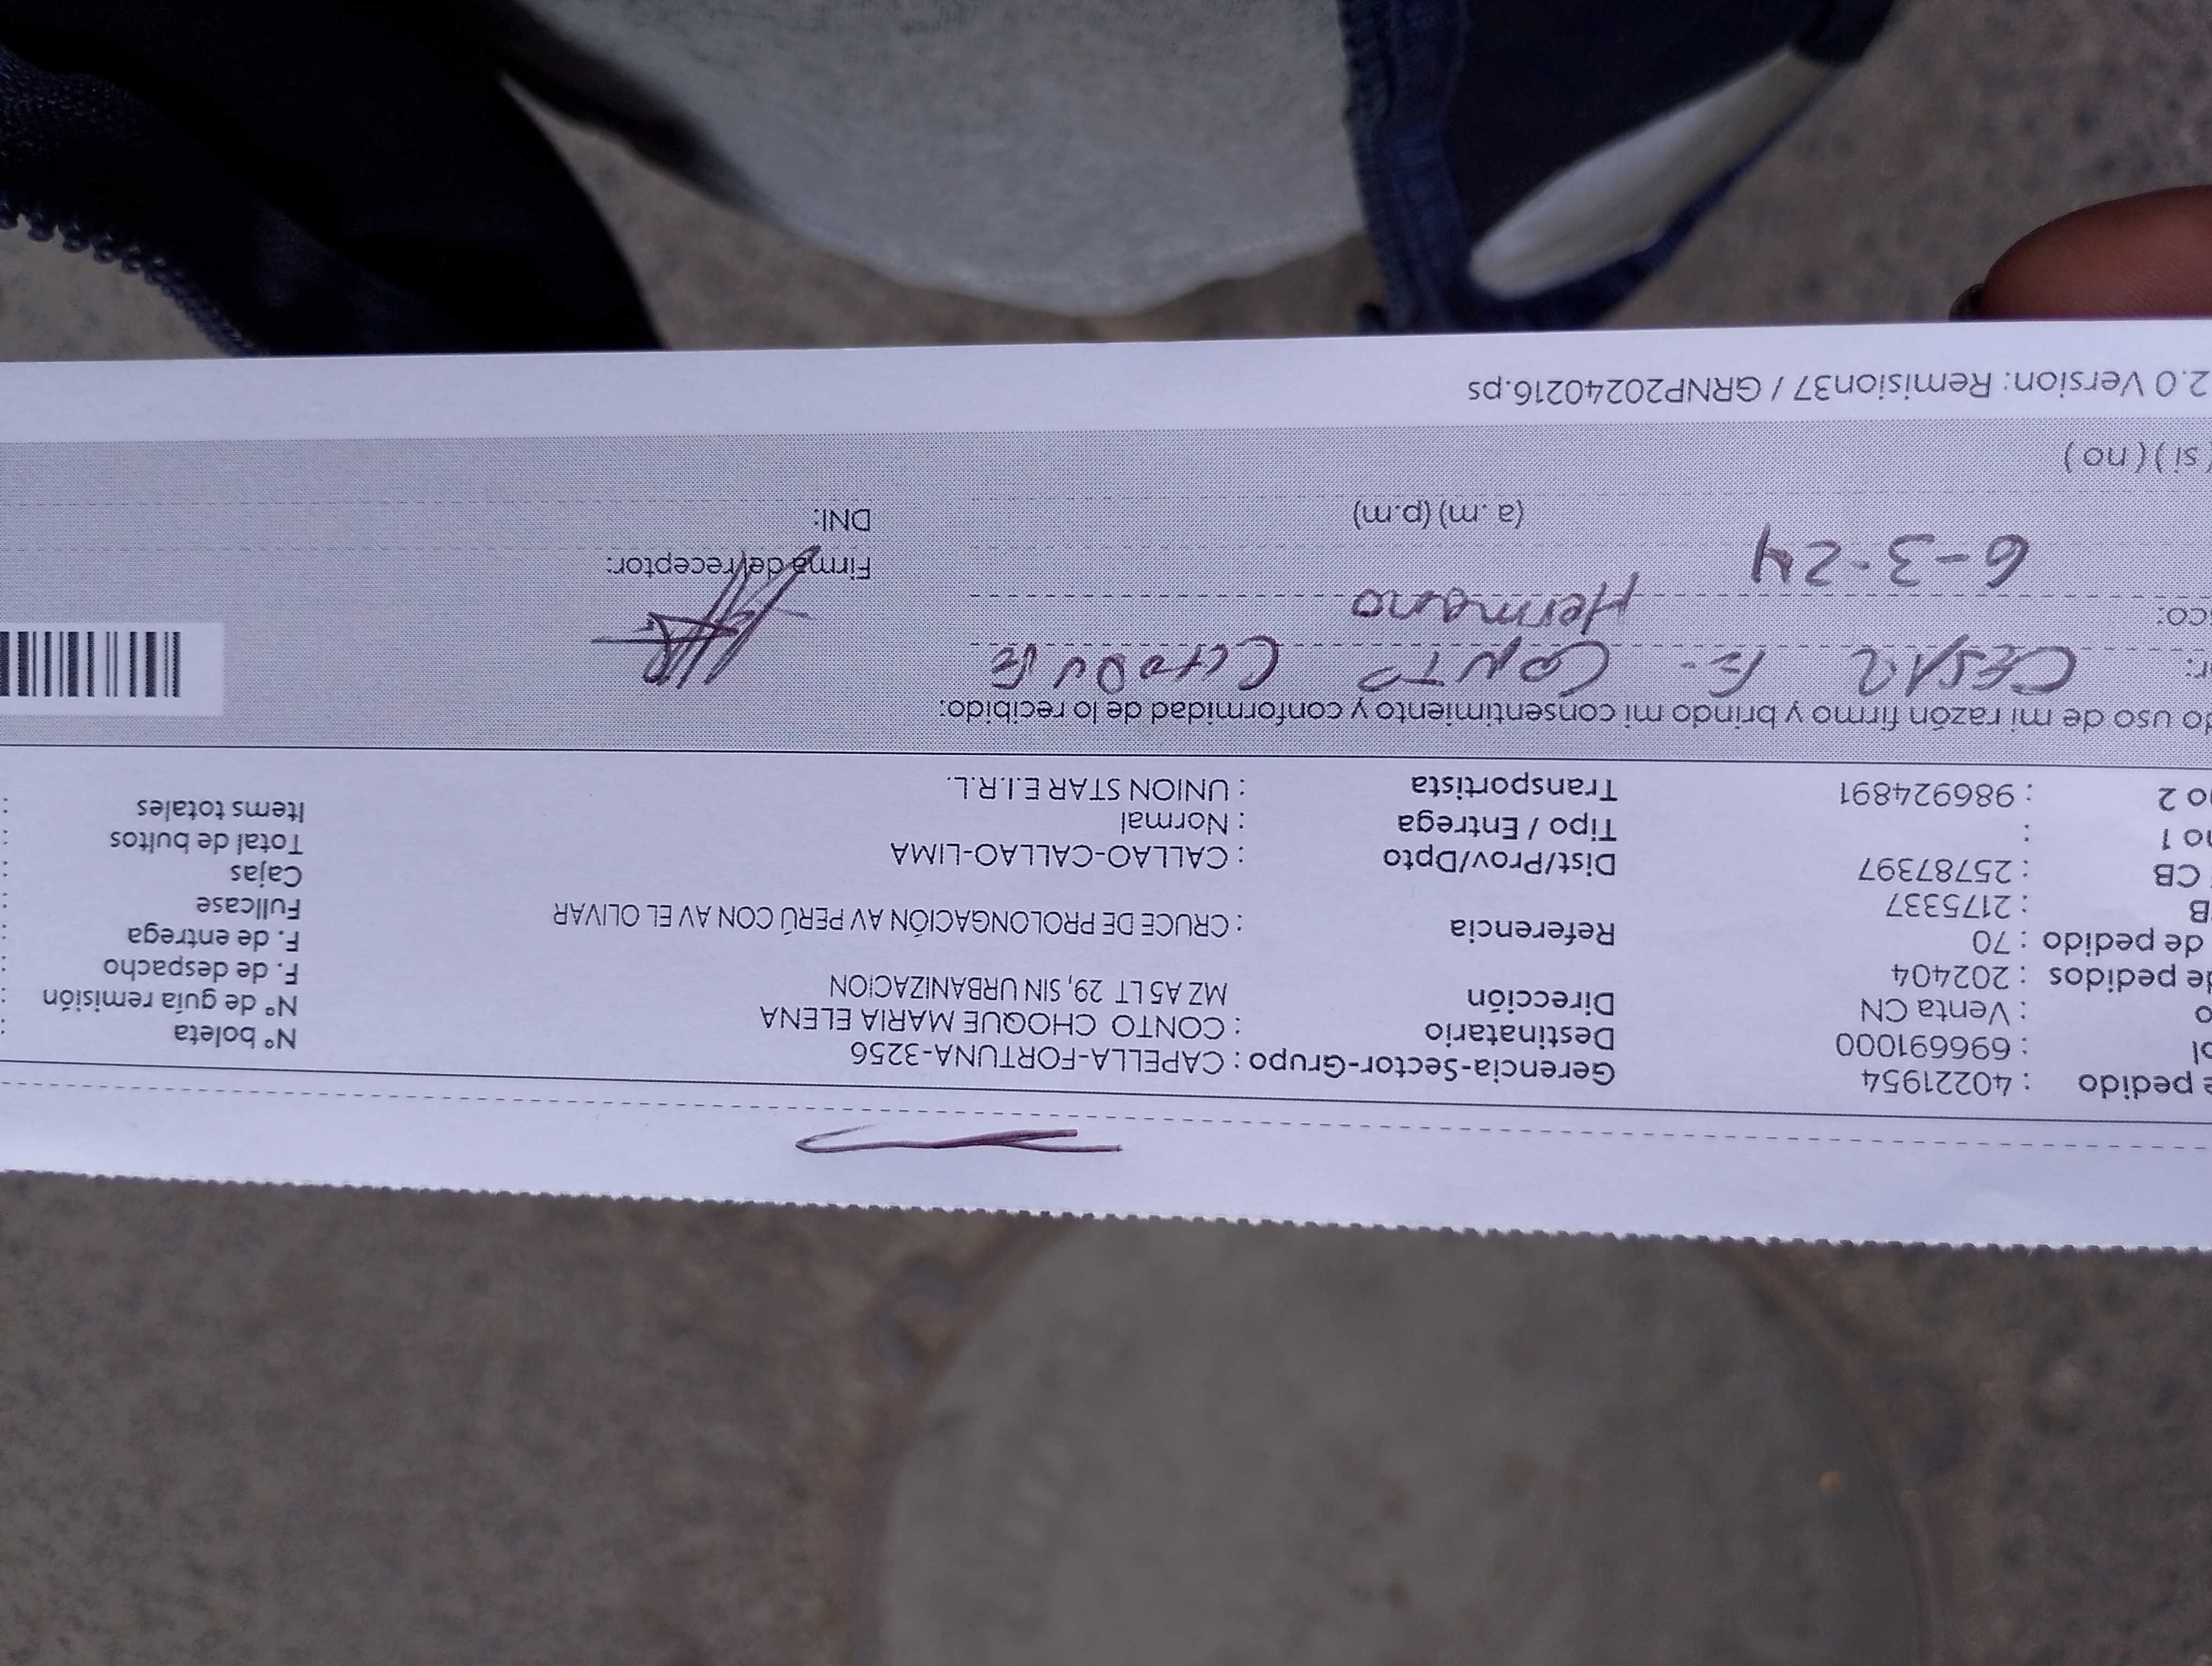 e pedido : 40221954 Gerencia-Sector-Grupo : CAPELLA-FORTUNA-3256 N° boleta :
ol : 696691000 Destinatario : CONTO CHOQUE MARIA ELENA N° de guía remisión :
o : Venta CN Dirección MZ A5 LT 29, SIN URBANIZACION F. de despacho :
de pedidos : 202404 F. de entrega :
de pedido : 70 Referencia : CRUCE DE PROLONGACIÓN AV PERÚ CON AV EL OLIVAR Fullcase :
B : 2175337 Cajas :
CB : 25787397 Dist/Prov/Dpto : CALLAO-CALLAO-LIMA Total de bultos :
no 1 : Tipo / Entrega : Normal Items totales :
no 2 : 986924891 Transportista : UNION STAR E.I.R.L.
do uso de mi razón firmo y brindo mi consentimiento y conformidad de lo recibido:
r: CESAR E. CONTO CHOQUE
co: Hermano
6-3-24 Firma del receptor:
(a.m) (p.m) DNI:
( si ) ( no )
2.0 Version: Remision37 / GRNP20240216.ps